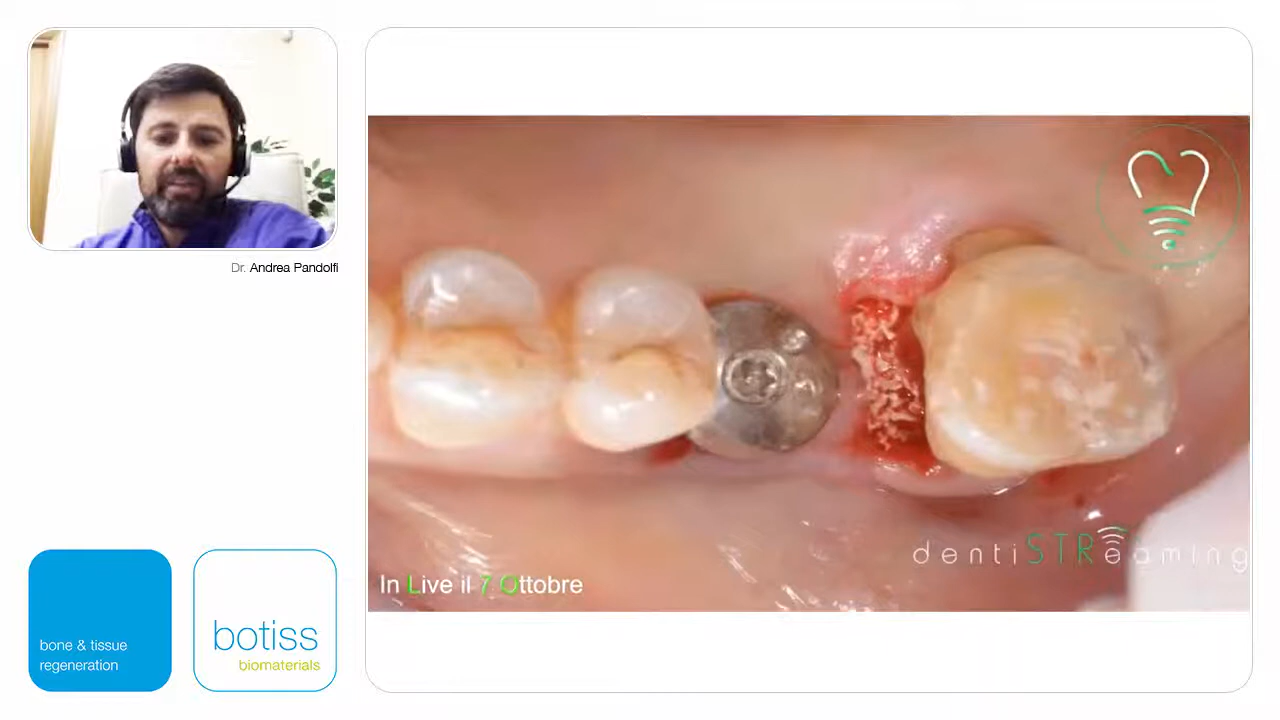 Dr. Andrea Pandolfi
In Live il 7 Ottobre
dentiSTReaming
bone & tissue
regeneration
botiss
biomaterials